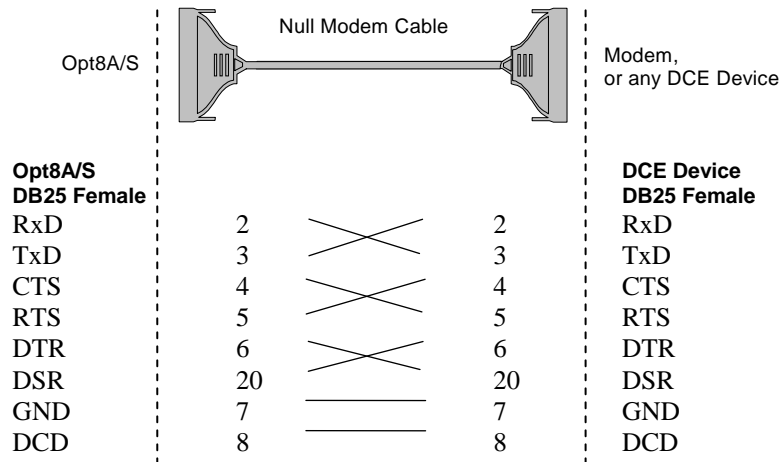 Null Modem Cable
Opt8A/S
Modem,
or any DCE Device
Opt8A/S DCE Device
DB25 Female DB25 Female
RxD 2 2 RxD
TxD 3 3 TxD
CTS 4 4 CTS
RTS 5 5 RTS
DTR 6 6 DTR
DSR 20 20 DSR
GND 7 7 GND
DCD 8 8 DCD